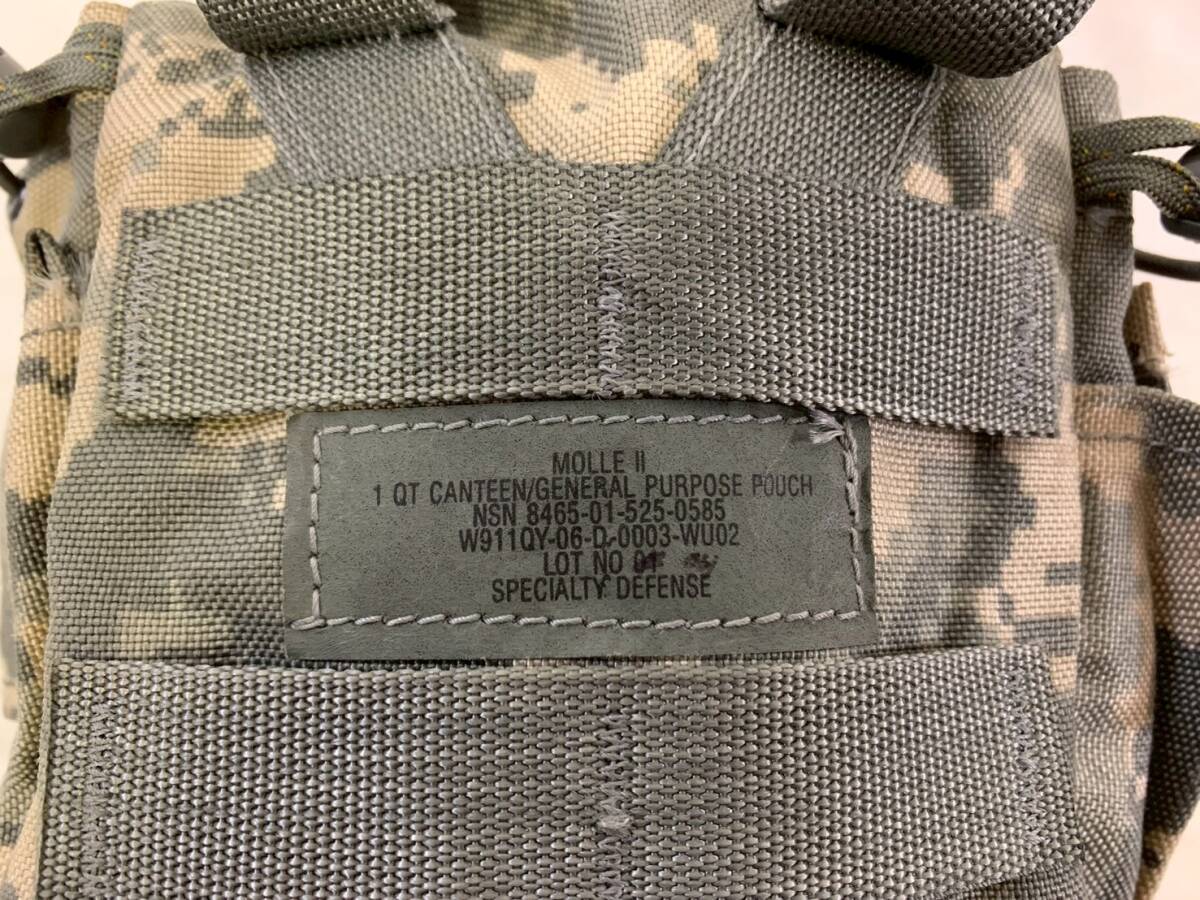 MOLLE II
1 QT CANTEEN/GENERAL PURPOSE POUCH
NSN 8465-01-525-0585
W911QY-06-D-0003-WU02
LOT NO
SPECIALTY DEFENSE